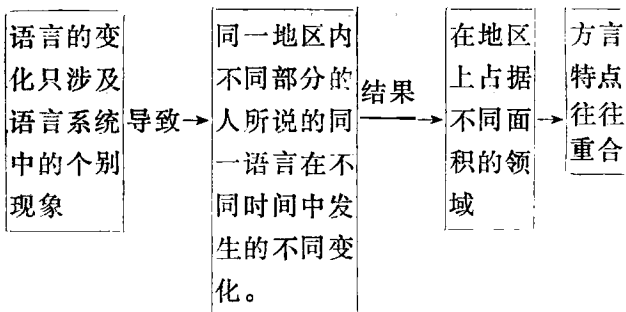 语言的变
化只涉及
语言系统
中的个别
现象
导致
同一地区内
不同部分的
人所说的同
一语言在不
同时间中发
生的不同变
化。
结果
在地区
上占据
不同面
积的领
域
方言
特点
往往
重合